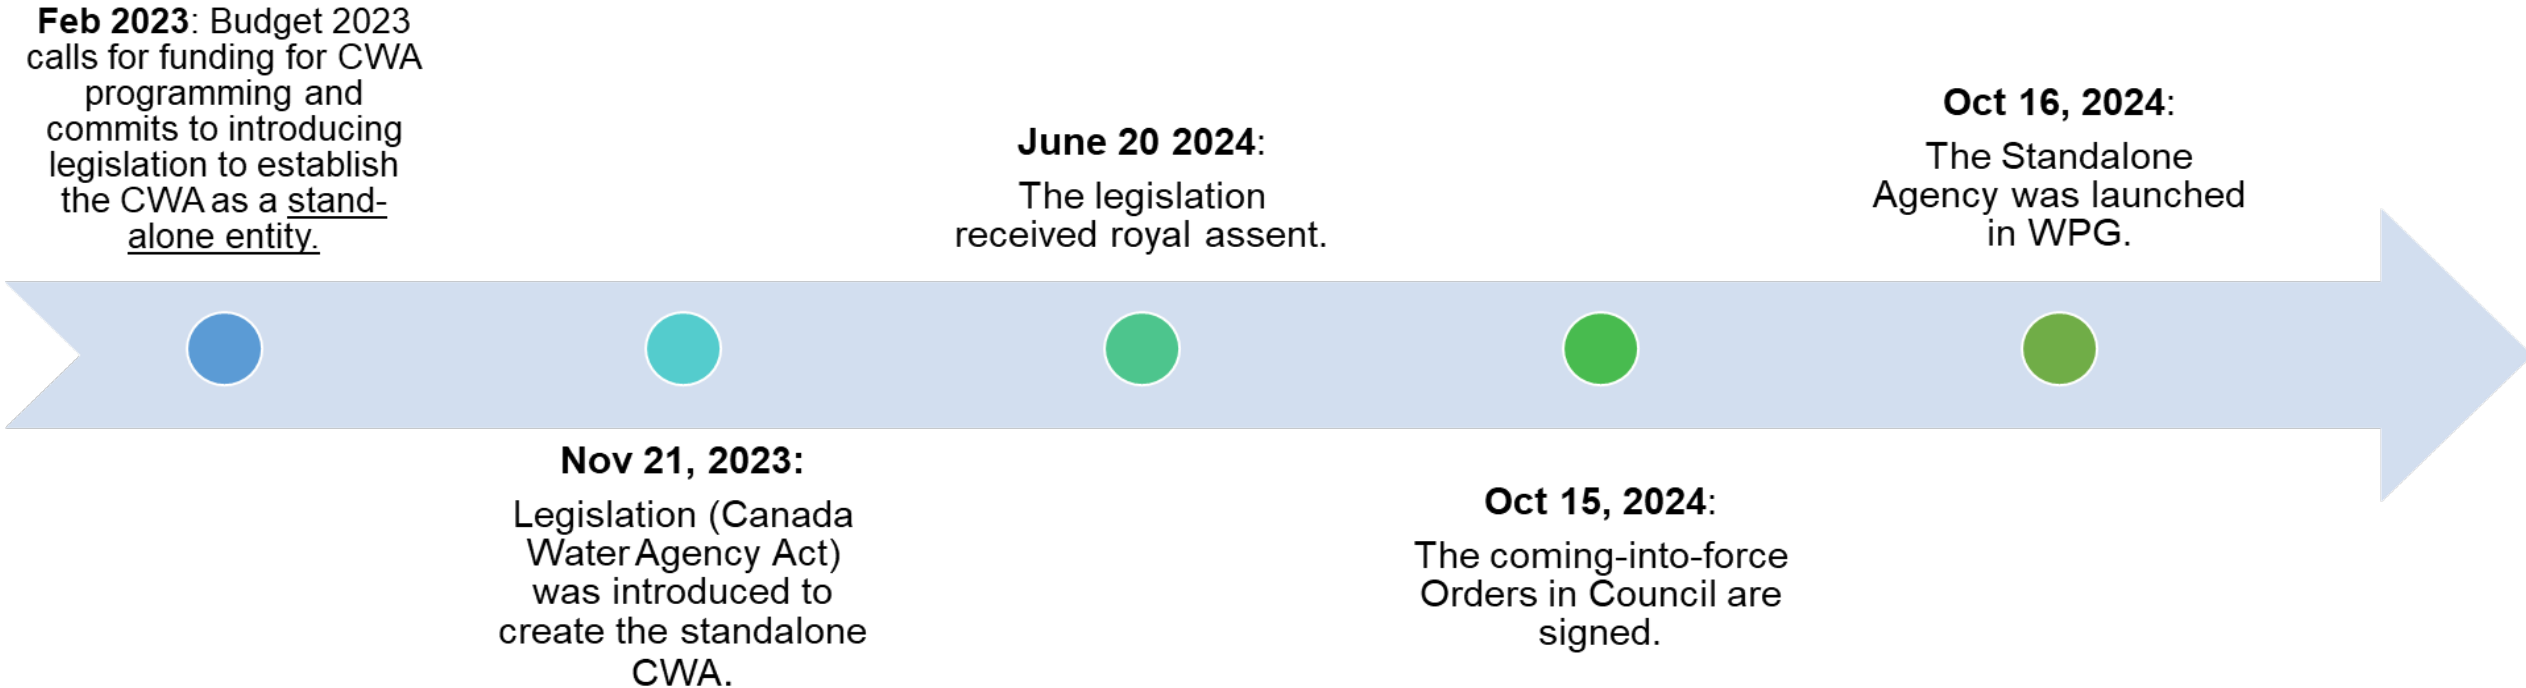 Feb 2023: Budget 2023
calls for funding for CWA
programming and
commits to introducing
legislation to establish
the CWA as a stand-
alone entity.
Nov 21, 2023:
Legislation (Canada
Water Agency Act)
was introduced to
create the standalone
CWA.
June 20 2024:
The legislation
received royal assent.
Oct 15, 2024:
The coming-into-force
Orders in Council are
signed.
Oct 16, 2024:
The Standalone
Agency was launched
in WPG.